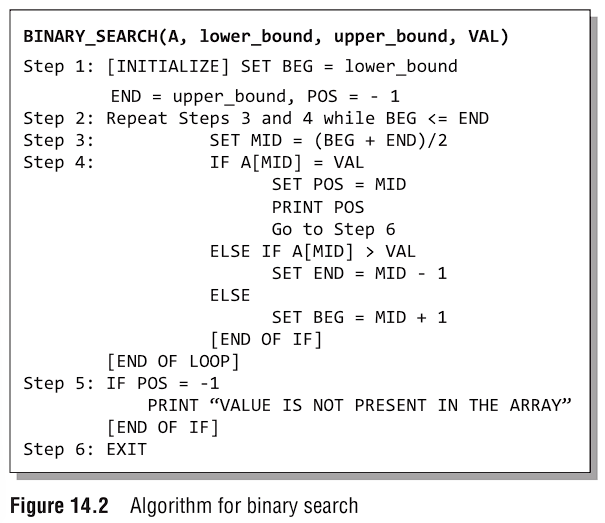 BINARY_SEARCH(A, lower_bound, upper_bound, VAL)
Step 1: [INITIALIZE] SET BEG = lower_bound
END = upper_bound, POS = - 1
Step 2: Repeat Steps 3 and 4 while BEG <= END
Step 3: SET MID = (BEG + END)/2
Step 4: IF A[MID] = VAL
SET POS = MID
PRINT POS
Go to Step 6
ELSE IF A[MID] > VAL
SET END = MID - 1
ELSE
SET BEG = MID + 1
[END OF IF]
[END OF LOOP]
Step 5: IF POS = -1
PRINT “VALUE IS NOT PRESENT IN THE ARRAY”
[END OF IF]
Step 6: EXIT
Figure 14.2 Algorithm for binary search